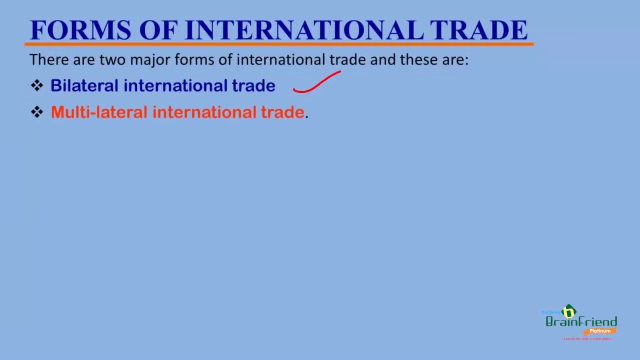 FORMS OF INTERNATIONAL TRADE
There are two major forms of international trade and these are:
❖ Bilateral international trade
❖ Multi-lateral international trade.
BrainFriend
Platinum